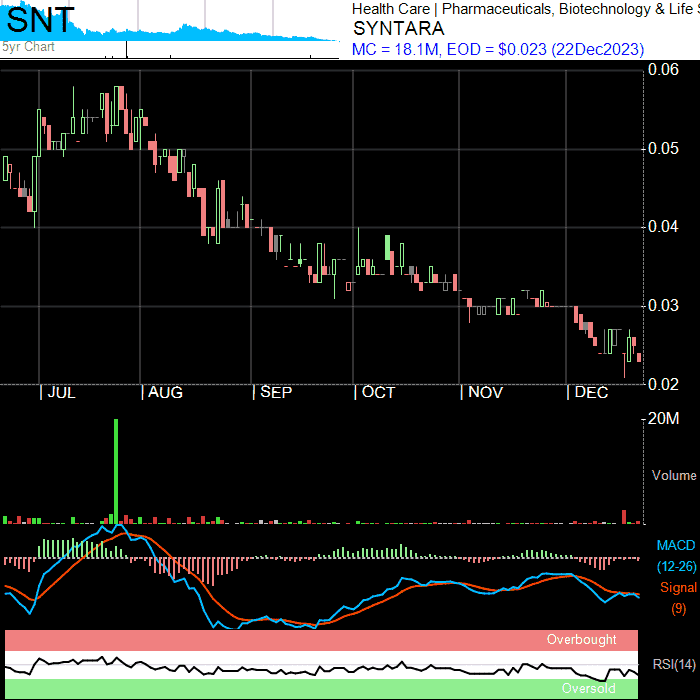 SNT
5yr Chart
Health Care | Pharmaceuticals, Biotechnology & Life S
SYNTARA
MC = 18.1M, EOD = $0.023 (22Dec2023)
0.06
0.05
0.04
0.03
0.02
| JUL | AUG | SEP | OCT | NOV | DEC
20M
Volume
MACD
(12-26)
Signal
(9)
Overbought
RSI(14)
Oversold